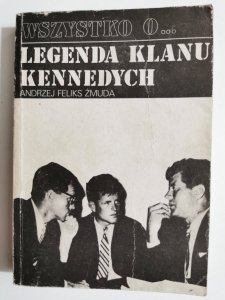 WSZYSTKO O...
LEGENDA KLANU
KENNEDYCH
ANDRZEJ FELIKS ŻMUDA